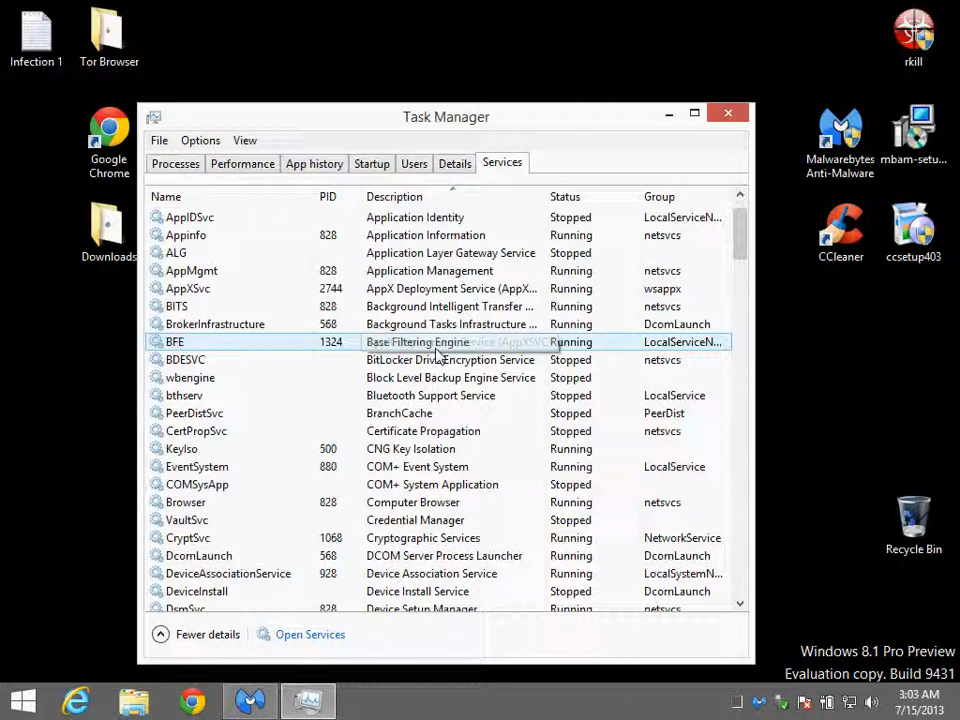 Infection 1
Tor Browser
rkill
Google
Chrome
Malwarebytes
Anti-Malware
mbam-setu...
Downloads
CCleaner
ccsetup403
Recycle Bin
Task Manager
File Options View
Processes Performance App history Startup Users Details Services
Name PID Description Status Group
AppIDSvc Application Identity Stopped LocalServiceN...
Appinfo 828 Application Information Running netsvcs
ALG Application Layer Gateway Service Stopped
AppMgmt 828 Application Management Running netsvcs
AppXSvc 2744 AppX Deployment Service (AppX... Running wsappx
BITS 828 Background Intelligent Transfer ... Running netsvcs
BrokerInfrastructure 568 Background Tasks Infrastructure ... Running DcomLaunch
BFE 1324 Base Filtering Engine Running LocalServiceN...
BDESVC BitLocker Drive Encryption Service Stopped netsvcs
wbengine Block Level Backup Engine Service Stopped
bthserv Bluetooth Support Service Stopped LocalService
PeerDistSvc BranchCache Stopped PeerDist
CertPropSvc Certificate Propagation Stopped netsvcs
KeyIso 500 CNG Key Isolation Running
EventSystem 880 COM+ Event System Running LocalService
COMSysApp COM+ System Application Stopped
Browser 828 Computer Browser Running netsvcs
VaultSvc Credential Manager Stopped
CryptSvc 1068 Cryptographic Services Running NetworkService
DcomLaunch 568 DCOM Server Process Launcher Running DcomLaunch
DeviceAssociationService 928 Device Association Service Running LocalSystemN...
DeviceInstall Device Install Service Stopped DcomLaunch
DsmSvc 828 Device Setup Manager Running netsvcs
Fewer details Open Services
Windows 8.1 Pro Preview
Evaluation copy. Build 9431
3:03 AM
7/15/2013